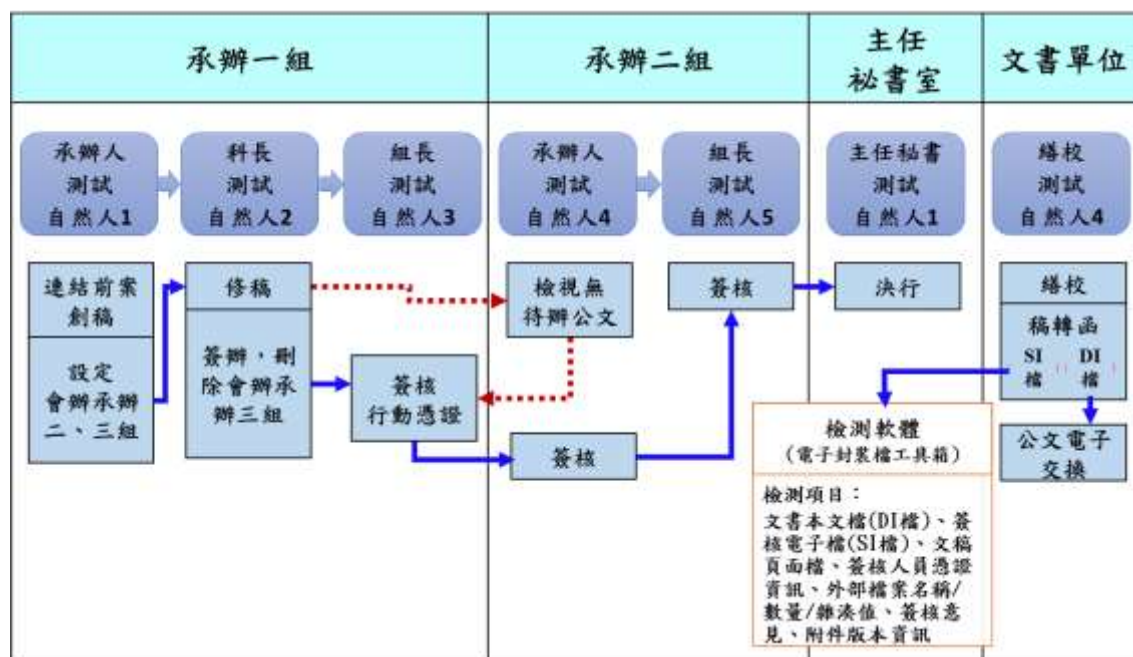 承辦一組
承辦二組
主任
祕書室
文書單位
承辦人
測試
自然人1
科長
測試
自然人2
組長
測試
自然人3
承辦人
測試
自然人4
組長
測試
自然人5
主任秘書
測試
自然人1
繕校
測試
自然人4
連結前案
創稿
設定
會辦承辦
二、三組
修稿
簽辦，刪
除會辦承
辦三組
簽核
行動憑證
檢視無
待辦公文
簽核
簽核
決行
繕校
稿轉函
SI
檔
DI
檔
公文電子
交換
檢測軟體
(電子封裝檔工具箱)
檢測項目：
文書本文檔(DI檔)、簽
核電子檔(SI檔)、文稿
頁面檔、簽核人員憑證
資訊、外部檔案名稱/
數量/雜湊值、簽核意
見、附件版本資訊